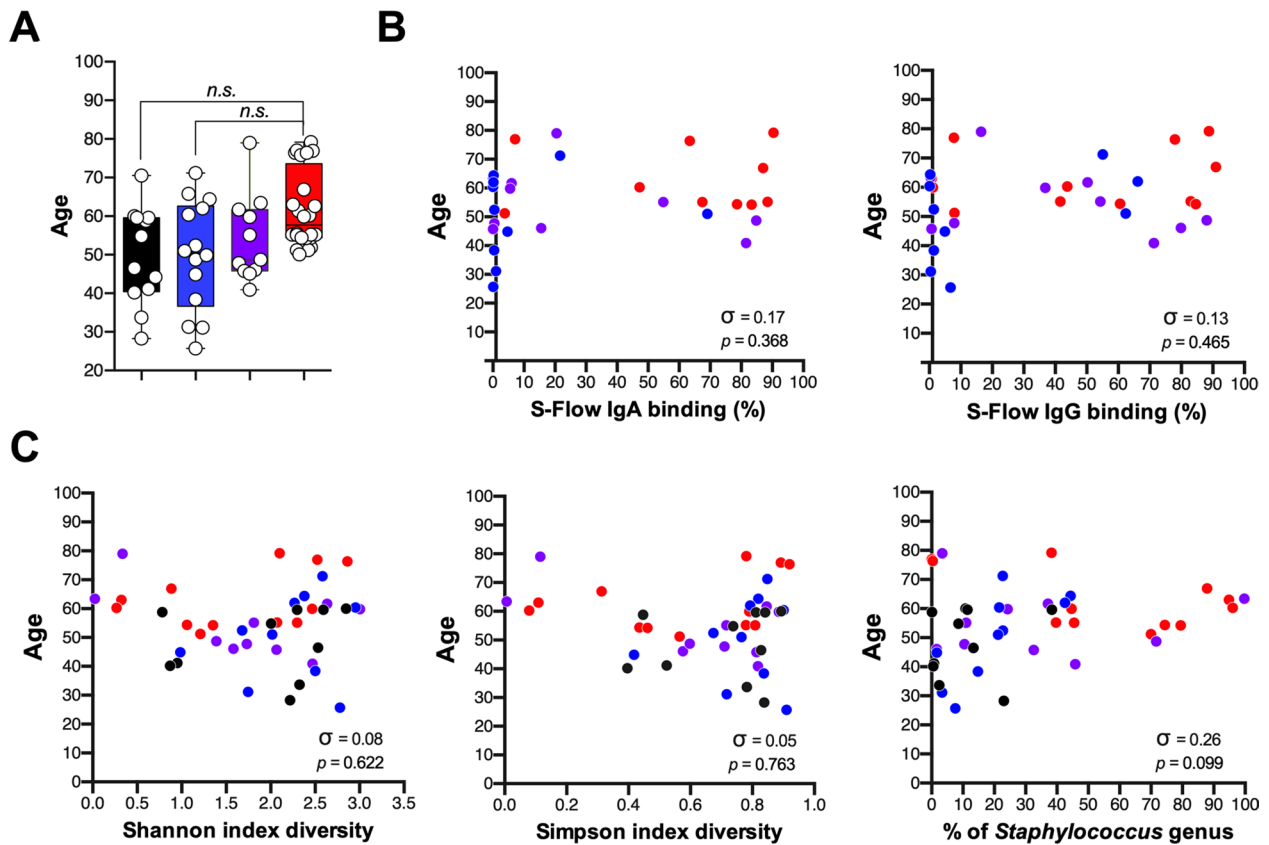 A
100
90
80
70
60
50
40
30
20
Age
n.s.
n.s.
B
100
90
80
70
60
50
40
30
20
10
Age
0 10 20 30 40 50 60 70 80 90 100
S-Flow IgA binding (%)
σ = 0.17
p = 0.368
100
90
80
70
60
50
40
30
20
10
Age
0 10 20 30 40 50 60 70 80 90 100
S-Flow IgG binding (%)
σ = 0.13
p = 0.465
C
100
90
80
70
60
50
40
30
20
10
0
Age
0.0 0.5 1.0 1.5 2.0 2.5 3.0 3.5
Shannon index diversity
σ = 0.08
p = 0.622
100
90
80
70
60
50
40
30
20
10
0
Age
0.0 0.2 0.4 0.6 0.8 1.0
Simpson index diversity
σ = 0.05
p = 0.763
100
90
80
70
60
50
40
30
20
10
0
Age
0 10 20 30 40 50 60 70 80 90 100
% of Staphylococcus genus
σ = 0.26
p = 0.099